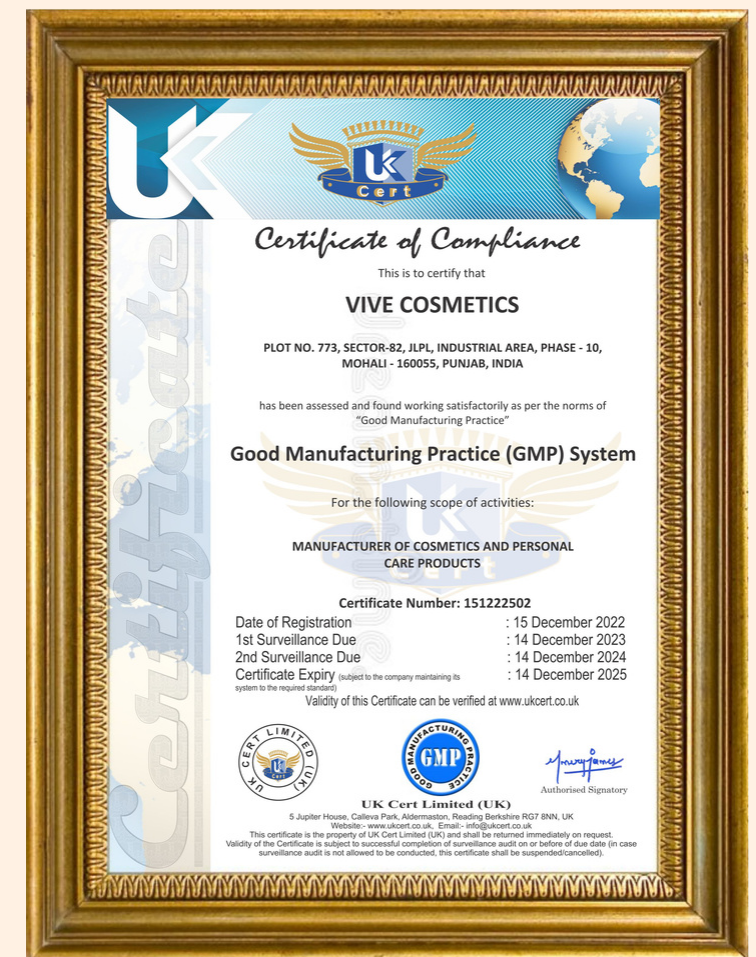 UK
UK
Cert
Certificate of Compliance
This is to certify that
VIVE COSMETICS
PLOT NO. 773, SECTOR-82, JLPL, INDUSTRIAL AREA, PHASE - 10,
MOHALI - 160055, PUNJAB, INDIA
has been assessed and found working satisfactorily as per the norms of
“Good Manufacturing Practice”
Good Manufacturing Practice (GMP) System
For the following scope of activities:
MANUFACTURER OF COSMETICS AND PERSONAL
CARE PRODUCTS
Certificate Number: 151222502
Date of Registration : 15 December 2022
1st Surveillance Due : 14 December 2023
2nd Surveillance Due : 14 December 2024
Certificate Expiry (subject to the company maintaining its : 14 December 2025
system to the required standard)
Validity of this Certificate can be verified at www.ukcert.co.uk
UK CERT LIMITED (UK)
UK
Cert
GOOD MANUFACTURING PRACTICE
GMP
Authorised Signatory
UK Cert Limited (UK)
5 Jupiter House, Calleva Park, Aldermaston, Reading Berkshire RG7 8NN, UK
Website:- www.ukcert.co.uk, Email:- info@ukcert.co.uk
This certificate is the property of UK Cert Limited (UK) and shall be returned immediately on request.
Validity of the Certificate is subject to successful completion of surveillance audit on or before of due date (in case
surveillance audit is not allowed to be conducted, this certificate shall be suspended/cancelled).
Certificate
UK
Cert